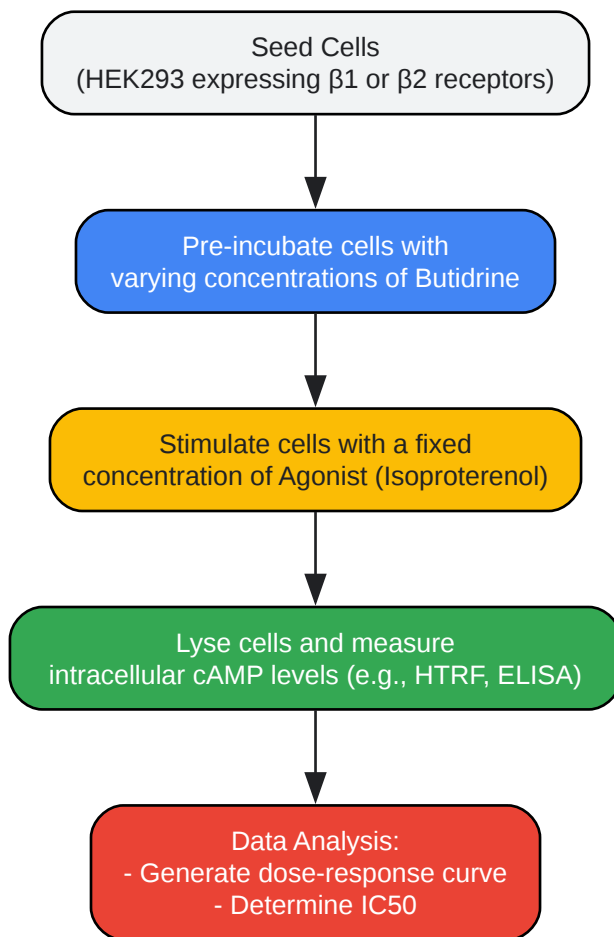 Seed Cells
(HEK293 expressing β1 or β2 receptors)
Pre-incubate cells with
varying concentrations of Butidrine
Stimulate cells with a fixed
concentration of Agonist (Isoproterenol)
Lyse cells and measure
intracellular cAMP levels (e.g., HTRF, ELISA)
Data Analysis:
- Generate dose-response curve
- Determine IC50